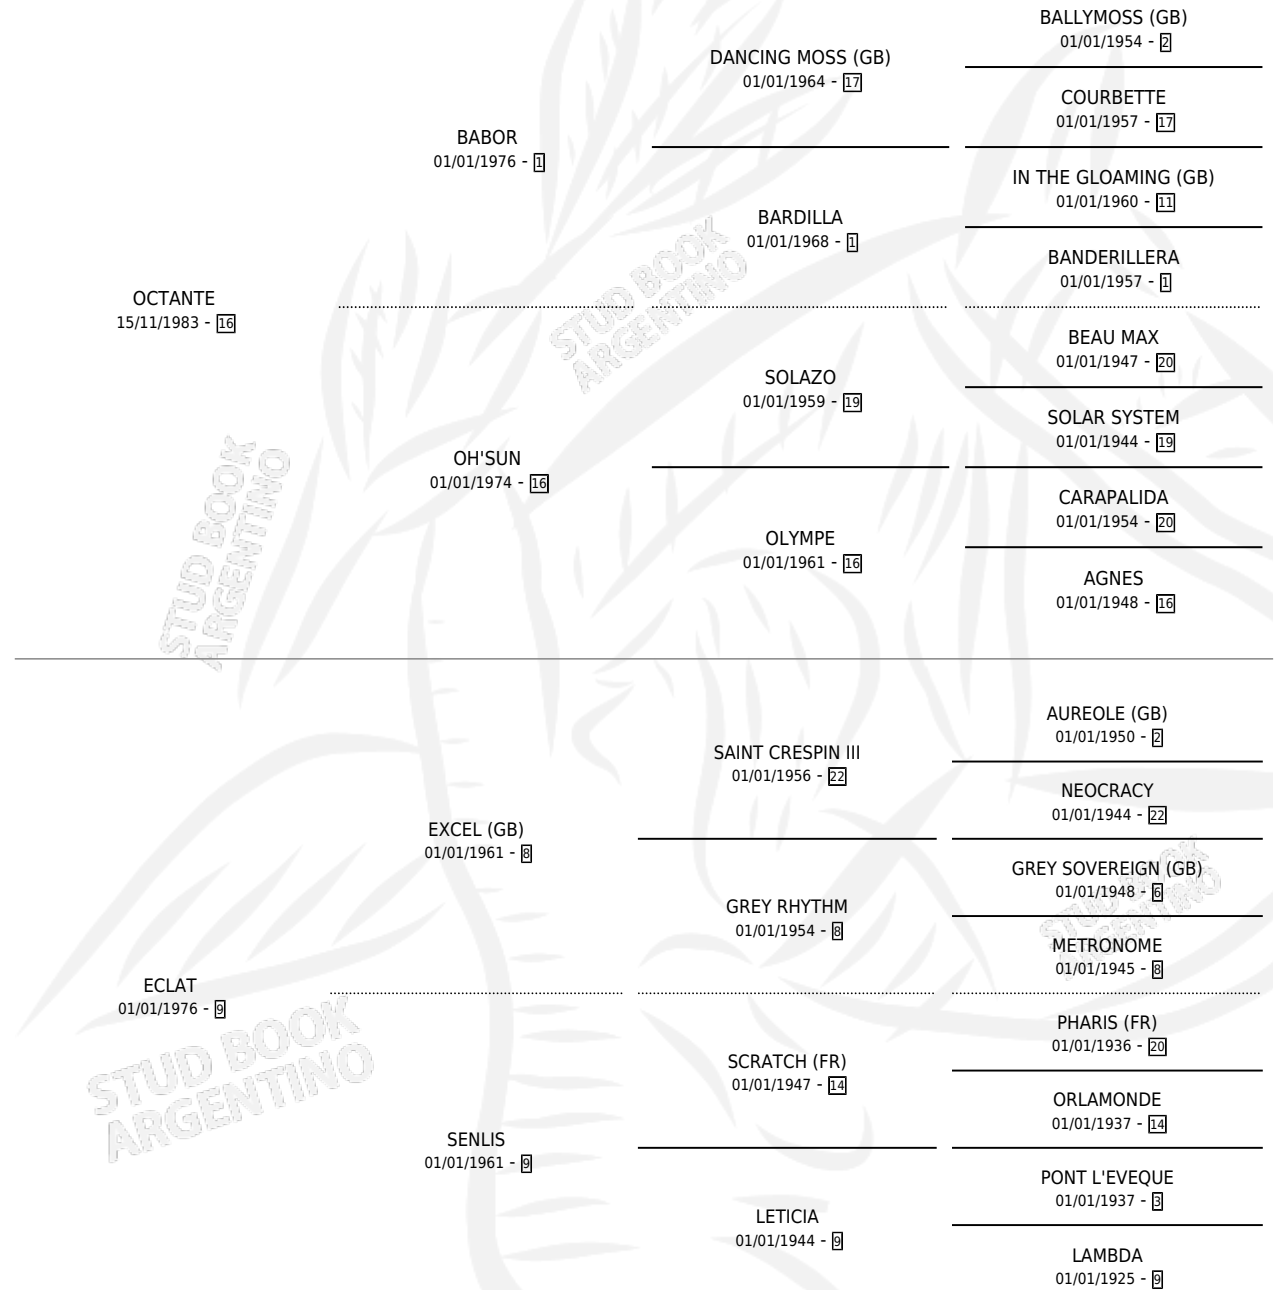 BALLYMOSS (GB)
01/01/1954 - 2
DANCING MOSS (GB)
01/01/1964 - 17
COURBETTE
01/01/1957 - 17
BABOR
01/01/1976 - 1
IN THE GLOAMING (GB)
01/01/1960 - 11
BARDILLA
01/01/1968 - 1
BANDERILLERA
01/01/1957 - 1
OCTANTE
15/11/1983 - 16
BEAU MAX
01/01/1947 - 20
SOLAZO
01/01/1959 - 19
SOLAR SYSTEM
01/01/1944 - 19
OH'SUN
01/01/1974 - 16
CARAPALIDA
01/01/1954 - 20
OLYMPE
01/01/1961 - 16
AGNES
01/01/1948 - 16
AUREOLE (GB)
01/01/1950 - 2
SAINT CRESPIN III
01/01/1956 - 22
NEOCRACY
01/01/1944 - 22
EXCEL (GB)
01/01/1961 - 8
GREY SOVEREIGN (GB)
01/01/1948 - 6
GREY RHYTHM
01/01/1954 - 8
METRONOME
01/01/1945 - 8
ECLAT
01/01/1976 - 9
PHARIS (FR)
01/01/1936 - 20
SCRATCH (FR)
01/01/1947 - 14
ORLAMONDE
01/01/1937 - 14
SENLIS
01/01/1961 - 9
PONT L'EVEQUE
01/01/1937 - 3
LETICIA
01/01/1944 - 9
LAMBDA
01/01/1925 - 9
STUD BOOK
ARGENTINO
STUD BOOK
ARGENTINO
STUD BOOK
ARGENTINO
STUD BOOK
ARGENTINO